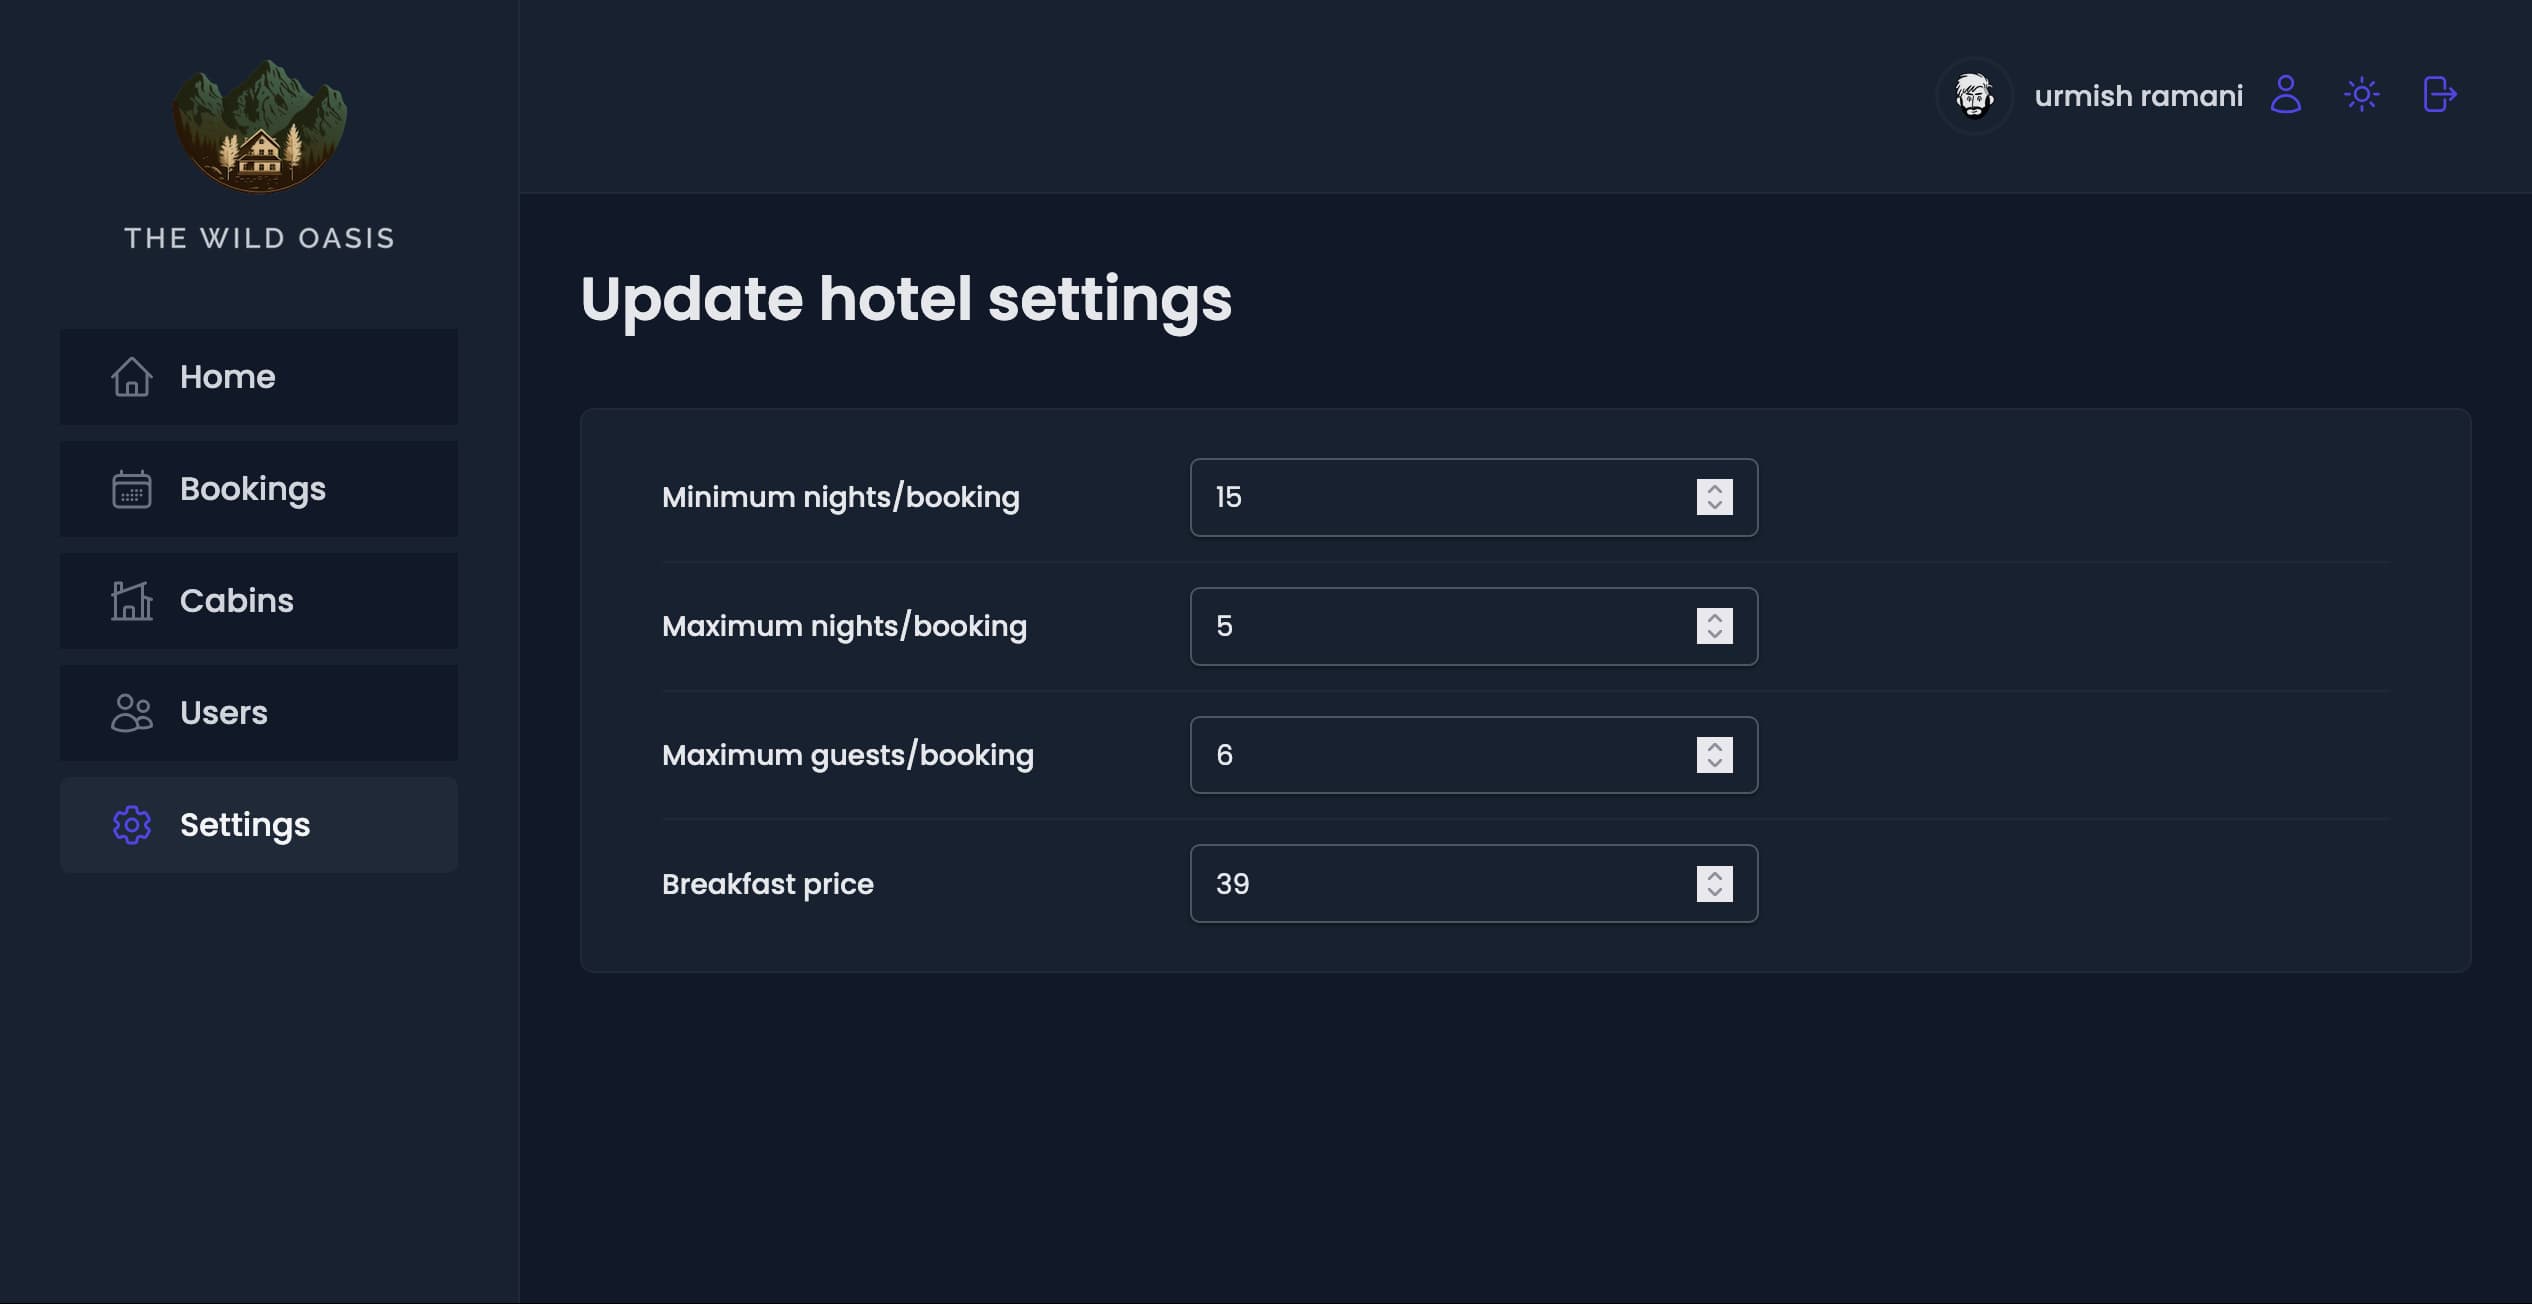 THE WILD OASIS
Home
Bookings
Cabins
Users
Settings
urmish ramani
Update hotel settings
Minimum nights/booking 15
Maximum nights/booking 5
Maximum guests/booking 6
Breakfast price 39